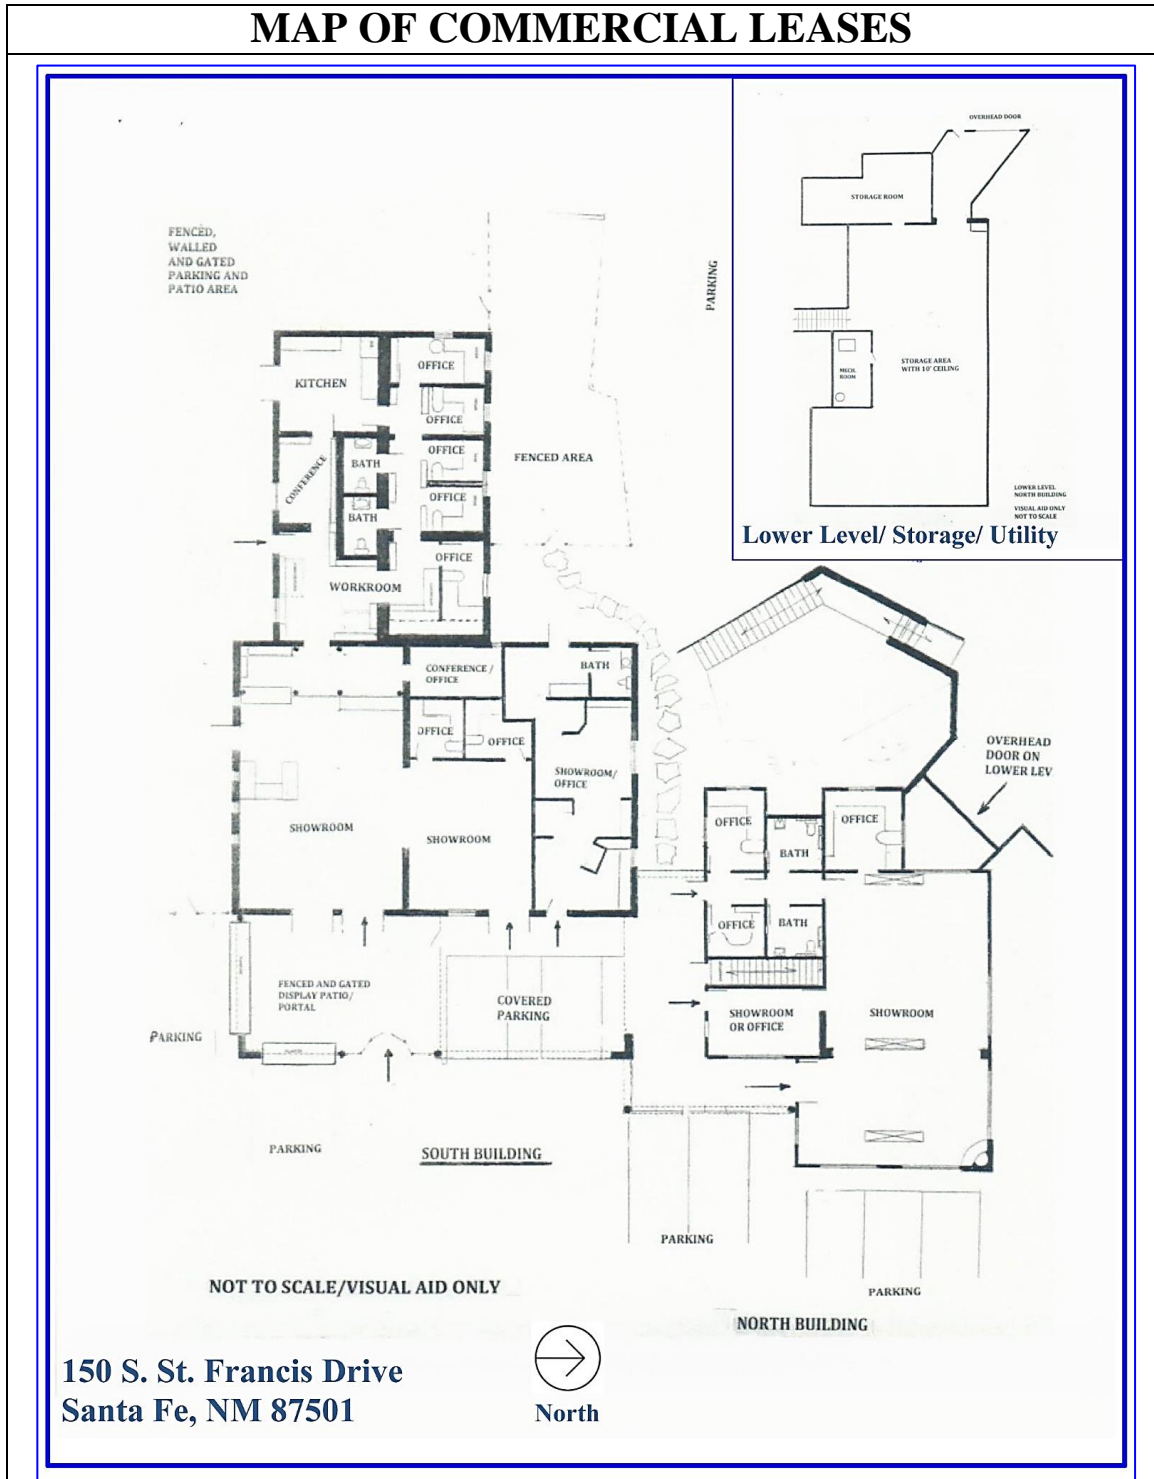 MAP OF COMMERCIAL LEASES
OVERHEAD DOOR
STORAGE ROOM
FENCED,
WALLED
AND GATED
PARKING AND
PATIO AREA
PARKING
STORAGE AREA
WITH 10' CEILING
MECH.
ROOM
LOWER LEVEL
NORTH BUILDING
VISUAL AID ONLY
NOT TO SCALE
Lower Level/ Storage/ Utility
OFFICE
KITCHEN
OFFICE
OFFICE
CONFERENCE
BATH
FENCED AREA
OFFICE
BATH
OFFICE
WORKROOM
CONFERENCE /
OFFICE
BATH
OFFICE
OFFICE
SHOWROOM/
OFFICE
SHOWROOM
SHOWROOM
OVERHEAD
DOOR ON
LOWER LEV
OFFICE
OFFICE
BATH
OFFICE
BATH
FENCED AND GATED
DISPLAY PATIO/
PORTAL
COVERED
PARKING
SHOWROOM
OR OFFICE
SHOWROOM
PARKING
PARKING
SOUTH BUILDING
PARKING
PARKING
NOT TO SCALE/VISUAL AID ONLY
NORTH BUILDING
150 S. St. Francis Drive
Santa Fe, NM 87501
North